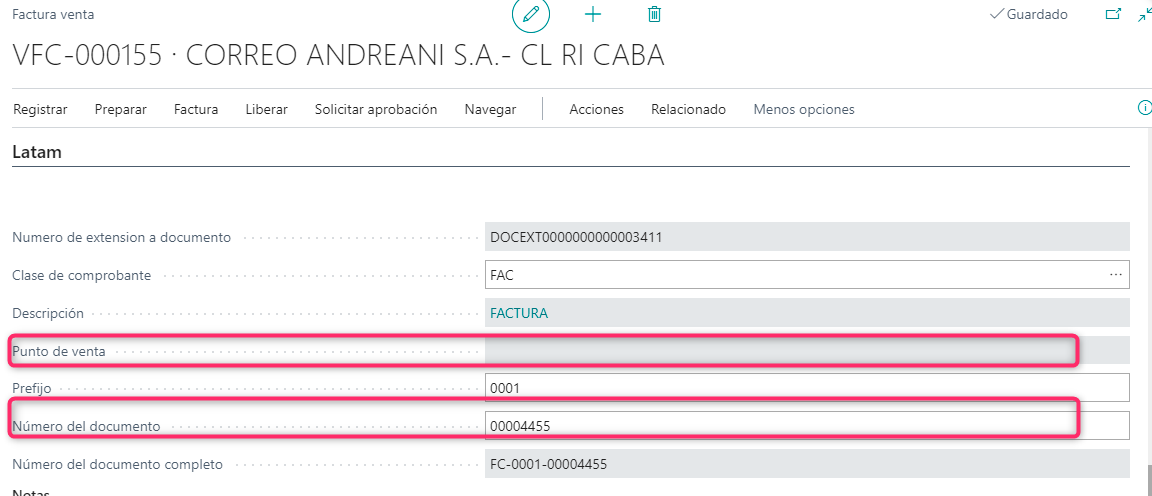 Factura venta
Guardado
VFC-000155 · CORREO ANDREANI S.A.- CL RI CABA
Registrar Preparar Factura Liberar Solicitar aprobación Navegar Acciones Relacionado Menos opciones
Latam
Numero de extension a documento DOCEXT0000000000003411
Clase de comprobante FAC ...
Descripción FACTURA
Punto de venta
Prefijo 0001
Número del documento 00004455
Número del documento completo FC-0001-00004455
Notas